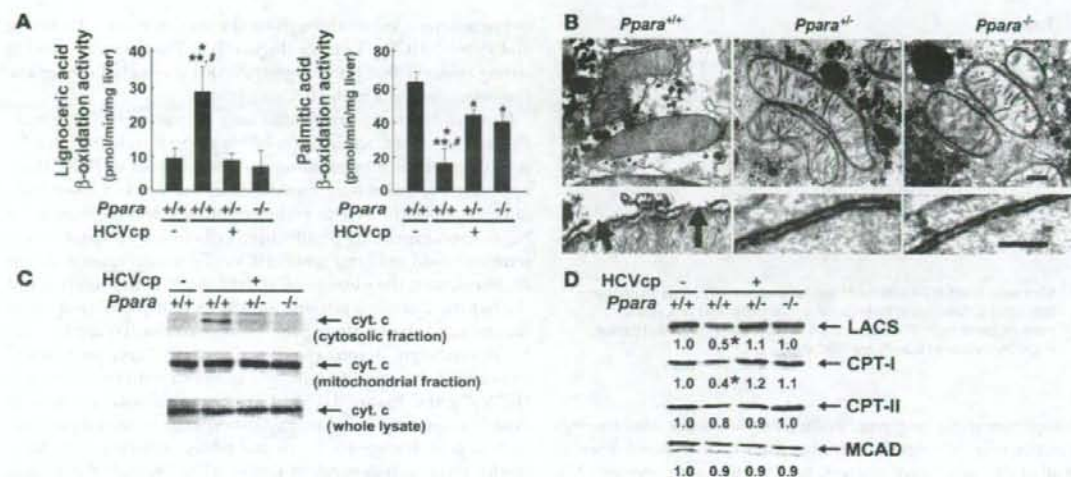 A
B
Ppara+/+
Ppara+/-
Ppara-/-
Lignoceric acid
β-oxidation activity
(pmol/min/mg liver)
40
30
20
10
0
*
**,#
Ppara +/+ +/+ +/- -/-
HCVcp - +
Palmitic acid
β-oxidation activity
(pmol/min/mg liver)
80
60
40
20
0
*
**,#
* *
+/+ +/+ +/- -/-
- +
C
HCVcp - +
Ppara +/+ +/+ +/- -/-
cyt. c
(cytosolic fraction)
cyt. c
(mitochondrial fraction)
cyt. c
(whole lysate)
D
HCVcp - +
Ppara +/+ +/+ +/- -/-
LACS
1.0 0.5* 1.1 1.0
CPT-I
1.0 0.4* 1.2 1.1
CPT-II
1.0 0.8 0.9 1.0
MCAD
1.0 0.9 0.9 0.9